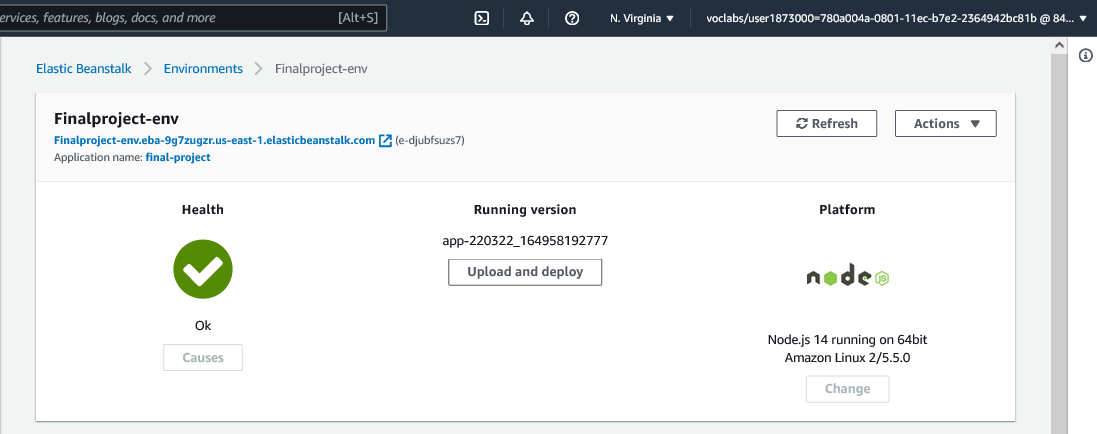 ervices, features, blogs, docs, and more [Alt+S] N. Virginia ▼ voclabs/user1873000=780a004a-0801-11ec-b7e2-2364942bc81b @ 84... ▼
Elastic Beanstalk > Environments > Finalproject-env
Finalproject-env
Refresh
Actions ▼
Finalproject-env.eba-9g7zugzr.us-east-1.elasticbeanstalk.com (e-djubfsuzs7)
Application name: final-project
Health
Ok
Causes
Running version
app-220322_164958192777
Upload and deploy
Platform
node JS
Node.js 14 running on 64bit
Amazon Linux 2/5.5.0
Change